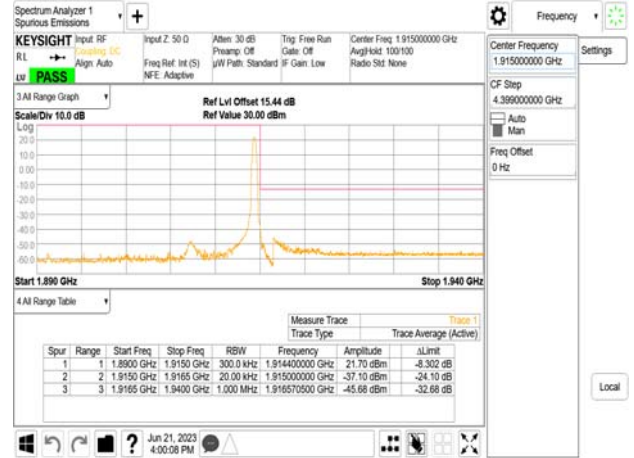 Spectrum Analyzer 1
Spurious Emissions
Frequency
KEYSIGHT
Input: RF
Coupling: DC
Align: Auto
Input Z: 50 Ω
Freq Ref: Int (S)
NFE: Adaptive
Atten: 30 dB
Preamp: Off
µW Path: Standard
Trig: Free Run
Gate: Off
IF Gain: Low
Center Freq: 1.915000000 GHz
Avg|Hold: 100/100
Radio Std: None
RL
LV PASS
Center Frequency
1.915000000 GHz
Settings
CF Step
4.399000000 GHz
Auto
Man
Freq Offset
0 Hz
Local
3 All Range Graph
Scale/Div 10.0 dB
Ref Lvl Offset 15.44 dB
Ref Value 30.00 dBm
Log
20.0
10.0
0.00
-10.0
-20.0
-30.0
-40.0
-50.0
-60.0
Start 1.890 GHz
Stop 1.940 GHz
4 All Range Table
Measure Trace Trace 1
Trace Type Trace Average (Active)
Spur Range Start Freq Stop Freq RBW Frequency Amplitude ΔLimit
1 1 1.8900 GHz 1.9150 GHz 300.0 kHz 1.914400000 GHz 21.70 dBm -8.302 dB
2 2 1.9150 GHz 1.9165 GHz 20.00 kHz 1.915000000 GHz -37.10 dBm -24.10 dB
3 3 1.9165 GHz 1.9400 GHz 1.000 MHz 1.916570500 GHz -45.68 dBm -32.68 dB
Jun 21, 2023
4:00:08 PM